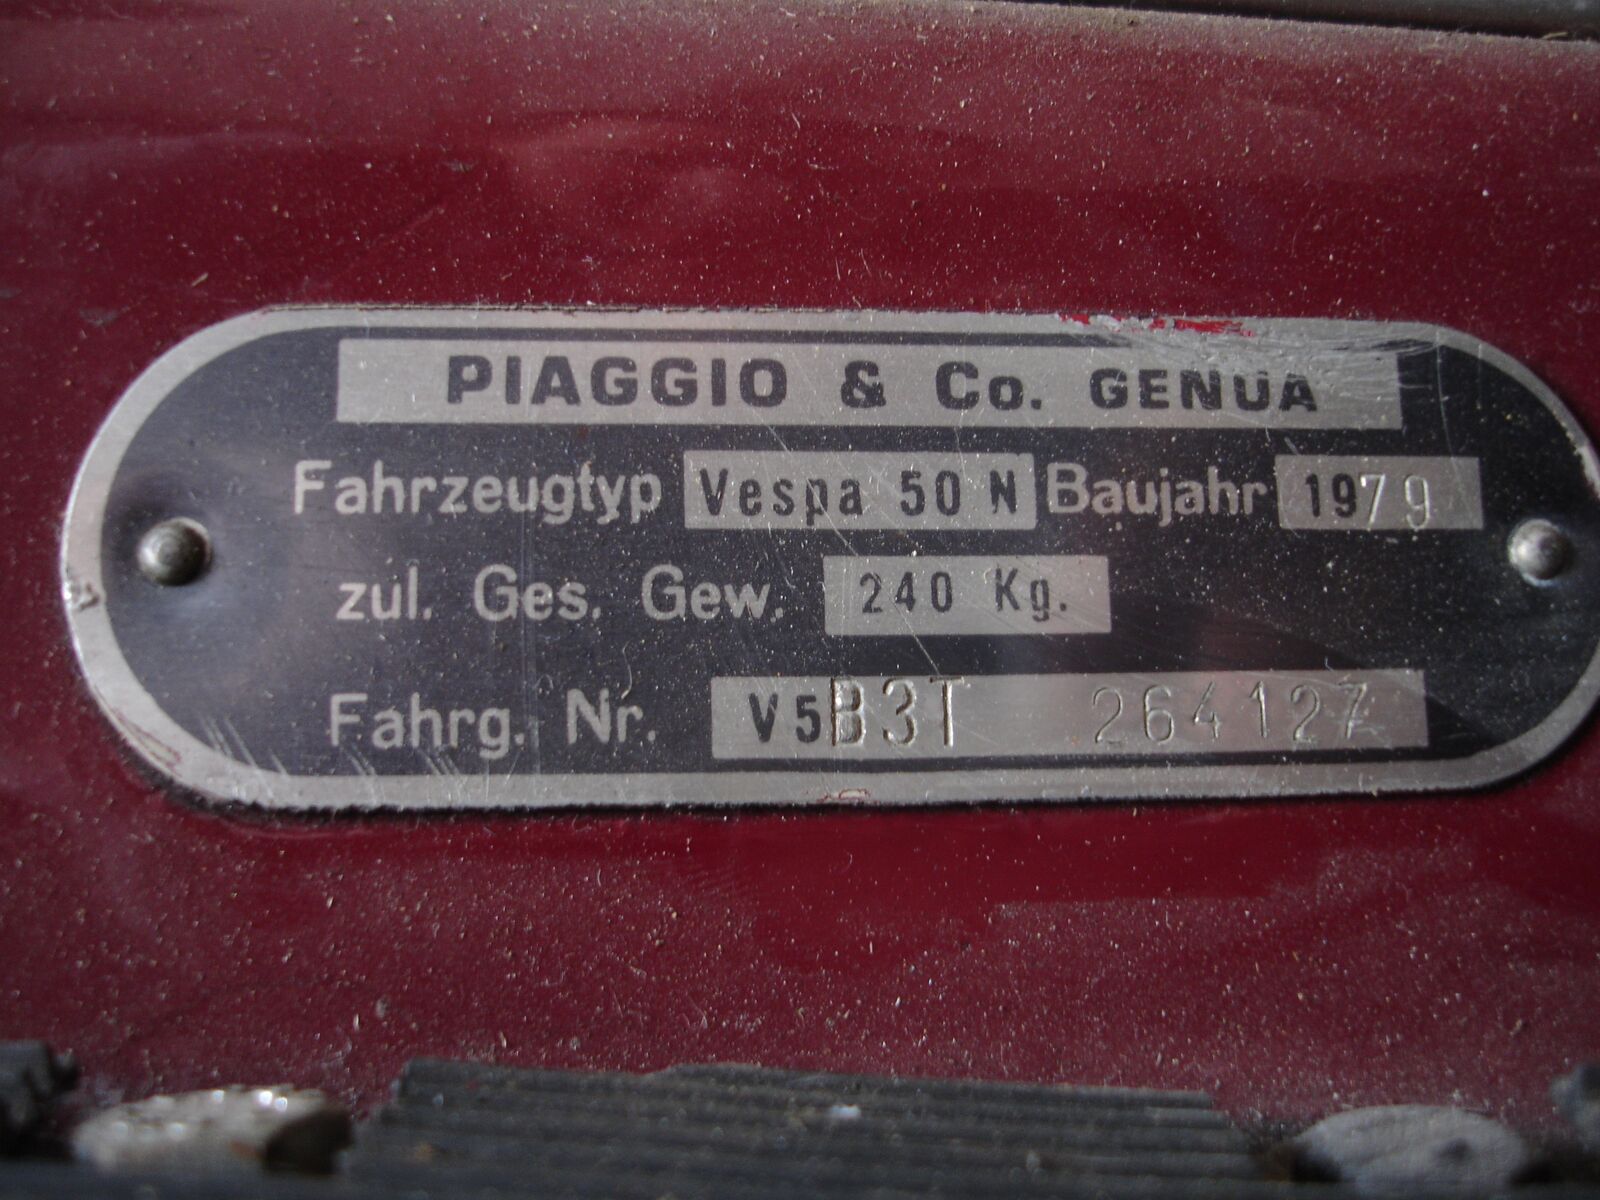 PIAGGIO & Co. GENUA
Fahrzeugtyp Vespa 50 N Baujahr 1979
zul. Ges. Gew. 240 Kg.
Fahrg. Nr. V5B3T 264127